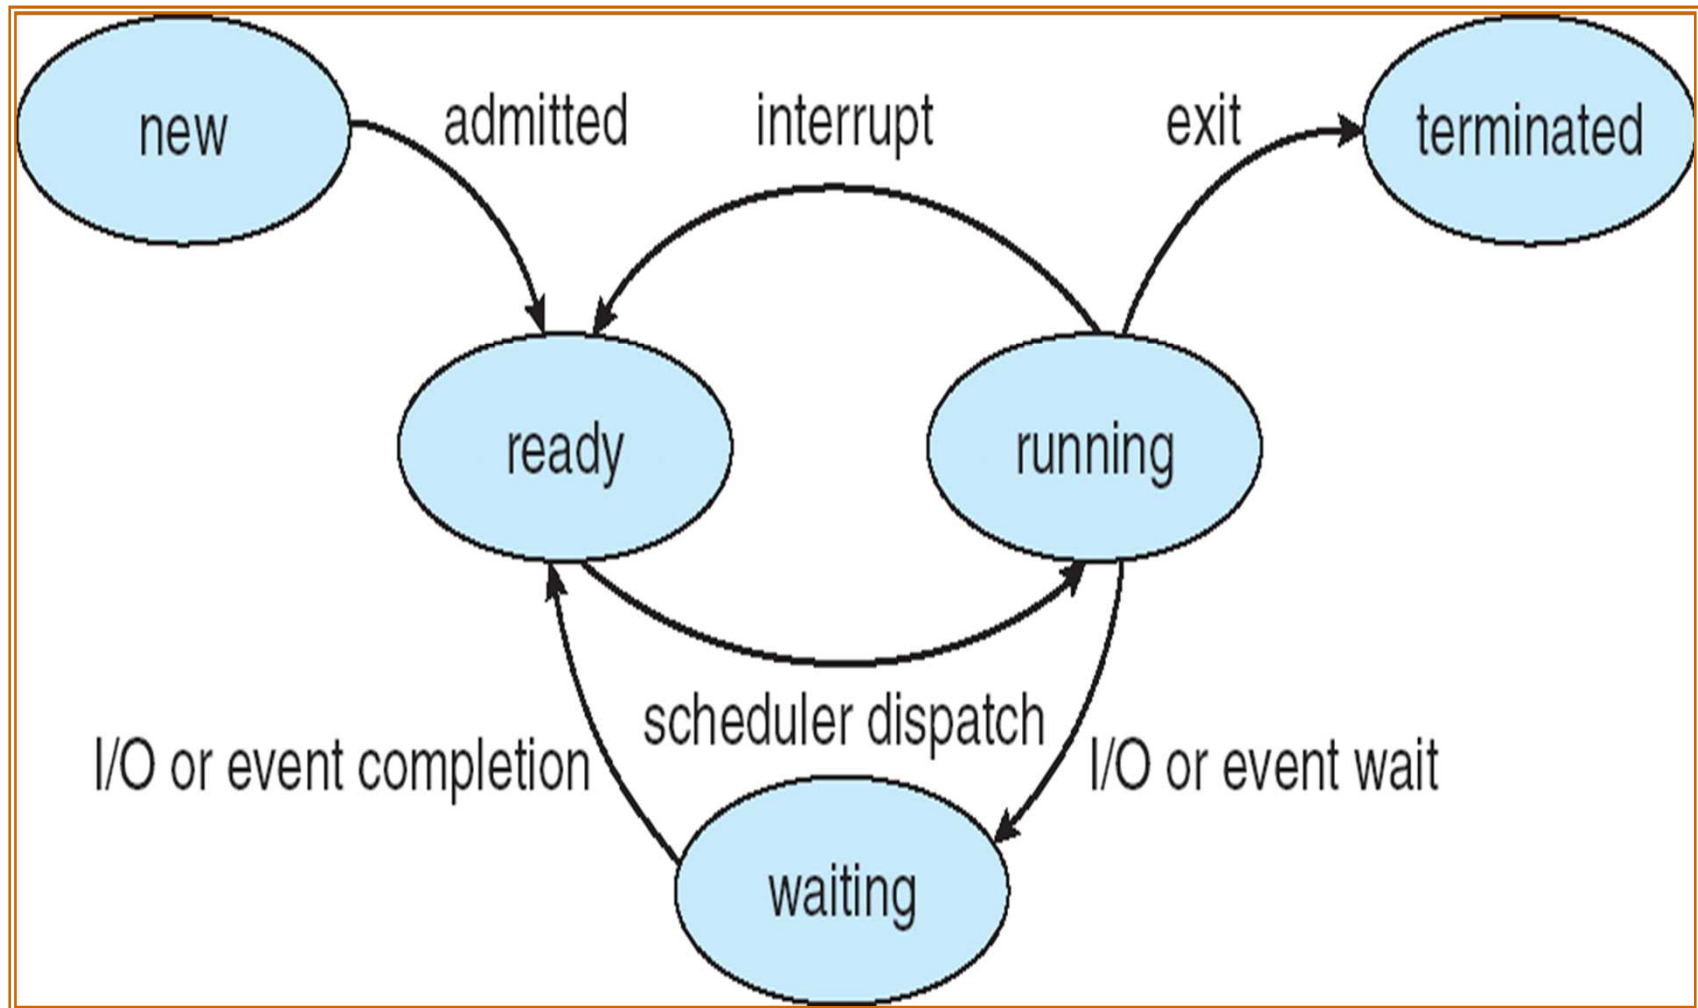 new
admitted
interrupt
exit
terminated
ready
running
scheduler dispatch
I/O or event completion
I/O or event wait
waiting